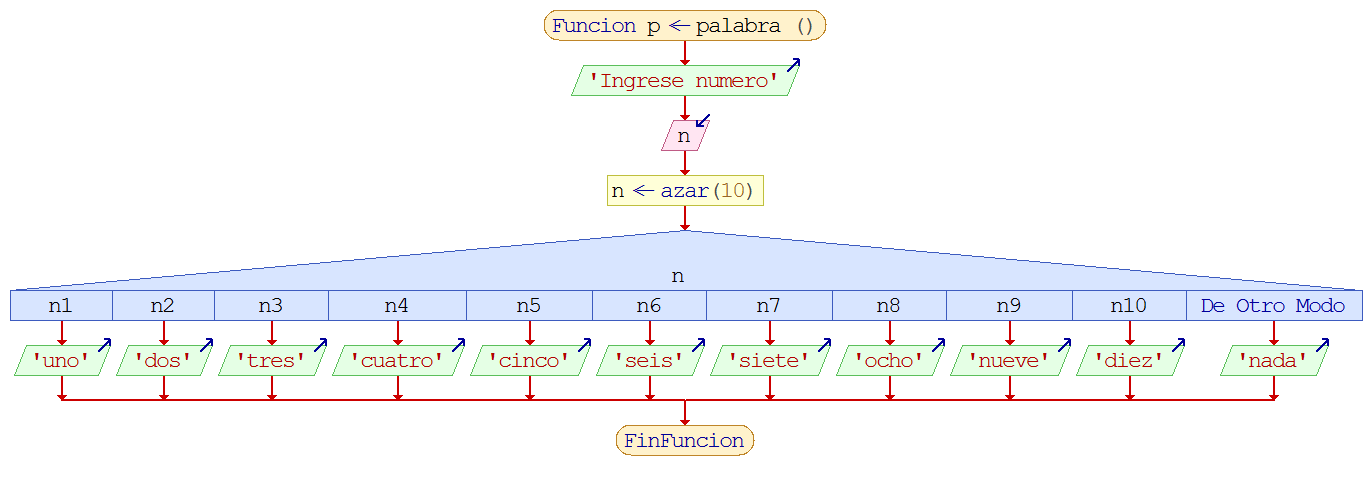 Funcion p ← palabra ()
'Ingrese numero'
n
n ← azar(10)
n
n1 n2 n3 n4 n5 n6 n7 n8 n9 n10 De Otro Modo
'uno' 'dos' 'tres' 'cuatro' 'cinco' 'seis' 'siete' 'ocho' 'nueve' 'diez' 'nada'
FinFuncion